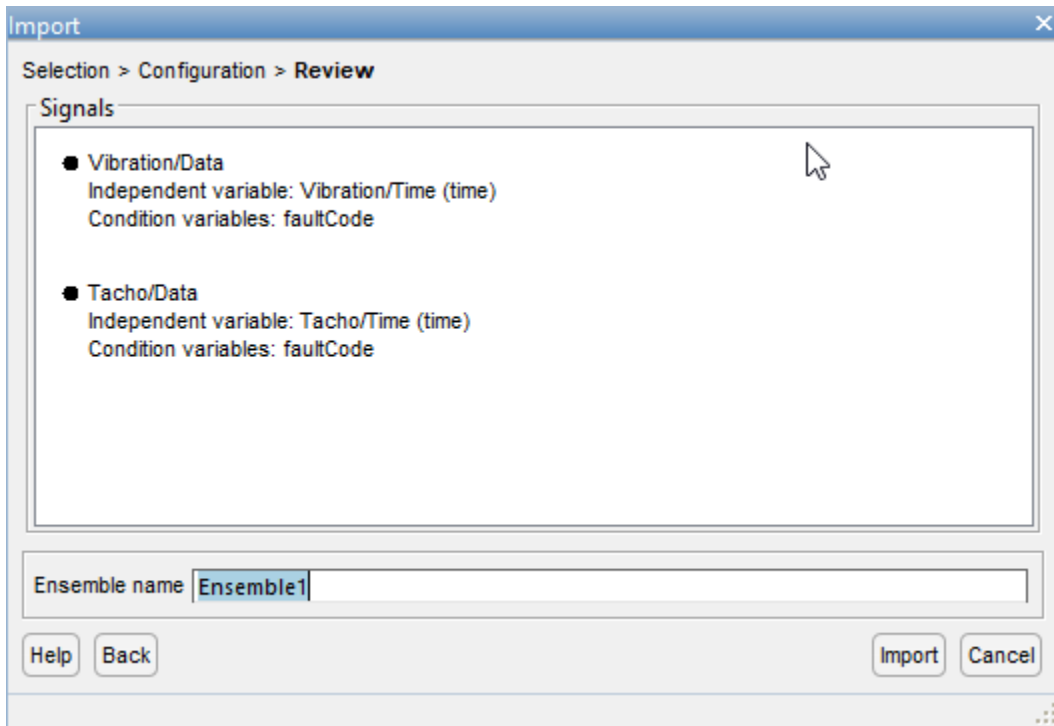 Import
Selection > Configuration > Review
Signals
Vibration/Data
Independent variable: Vibration/Time (time)
Condition variables: faultCode
Tacho/Data
Independent variable: Tacho/Time (time)
Condition variables: faultCode
Ensemble name Ensemble1
Help Back Import Cancel